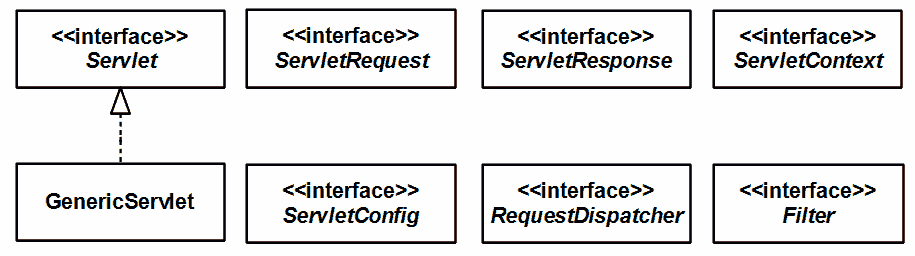 <<interface>>
Servlet
<<interface>>
ServletRequest
<<interface>>
ServletResponse
<<interface>>
ServletContext
GenericServlet
<<interface>>
ServletConfig
<<interface>>
RequestDispatcher
<<interface>>
Filter